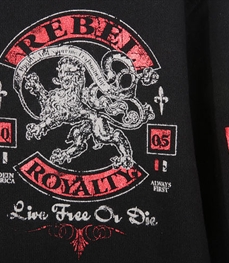 REBEL
05
ALWAYS
FIRST
ROYALTY
Live Free Or Die